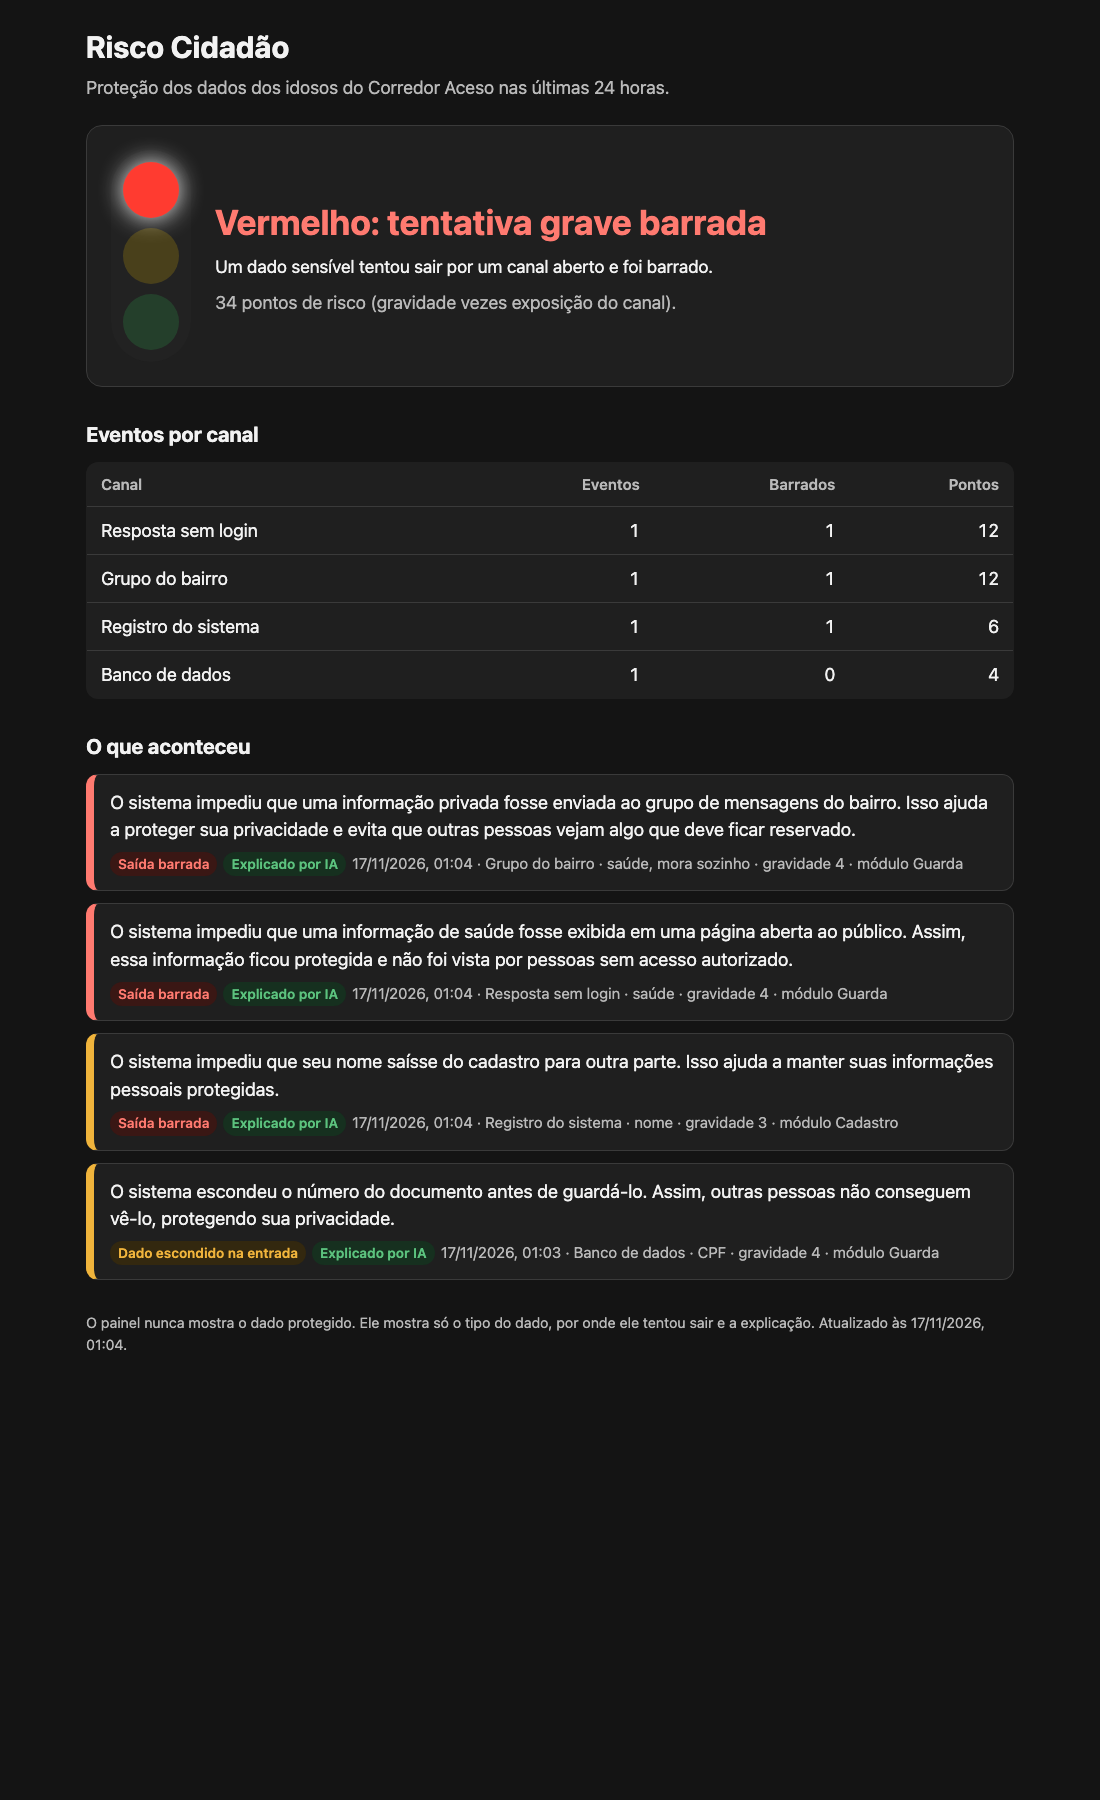 Risco Cidadão
Proteção dos dados dos idosos do Corredor Aceso nas últimas 24 horas.
Vermelho: tentativa grave barrada
Um dado sensível tentou sair por um canal aberto e foi barrado.
34 pontos de risco (gravidade vezes exposição do canal).
Eventos por canal
Canal Eventos Barrados Pontos
Resposta sem login 1 1 12
Grupo do bairro 1 1 12
Registro do sistema 1 1 6
Banco de dados 1 0 4
O que aconteceu
O sistema impediu que uma informação privada fosse enviada ao grupo de mensagens do bairro. Isso ajuda
a proteger sua privacidade e evita que outras pessoas vejam algo que deve ficar reservado.
Saída barrada Explicado por IA 17/11/2026, 01:04 · Grupo do bairro · saúde, mora sozinho · gravidade 4 · módulo Guarda
O sistema impediu que uma informação de saúde fosse exibida em uma página aberta ao público. Assim,
essa informação ficou protegida e não foi vista por pessoas sem acesso autorizado.
Saída barrada Explicado por IA 17/11/2026, 01:04 · Resposta sem login · saúde · gravidade 4 · módulo Guarda
O sistema impediu que seu nome saísse do cadastro para outra parte. Isso ajuda a manter suas informações
pessoais protegidas.
Saída barrada Explicado por IA 17/11/2026, 01:04 · Registro do sistema · nome · gravidade 3 · módulo Cadastro
O sistema escondeu o número do documento antes de guardá-lo. Assim, outras pessoas não conseguem
vê-lo, protegendo sua privacidade.
Dado escondido na entrada Explicado por IA 17/11/2026, 01:03 · Banco de dados · CPF · gravidade 4 · módulo Guarda
O painel nunca mostra o dado protegido. Ele mostra só o tipo do dado, por onde ele tentou sair e a explicação. Atualizado às 17/11/2026,
01:04.